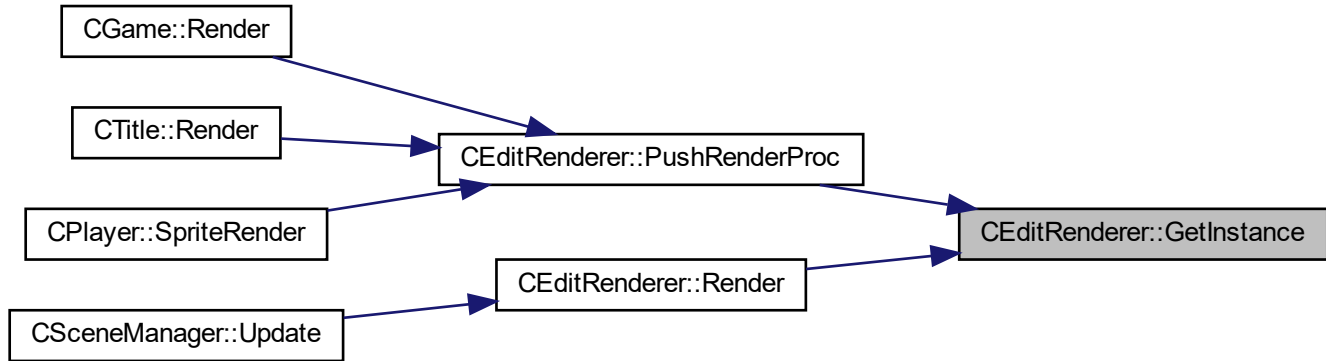 CGame::Render
CTitle::Render
CEditRenderer::PushRenderProc
CPlayer::SpriteRender
CEditRenderer::GetInstance
CEditRenderer::Render
CSceneManager::Update